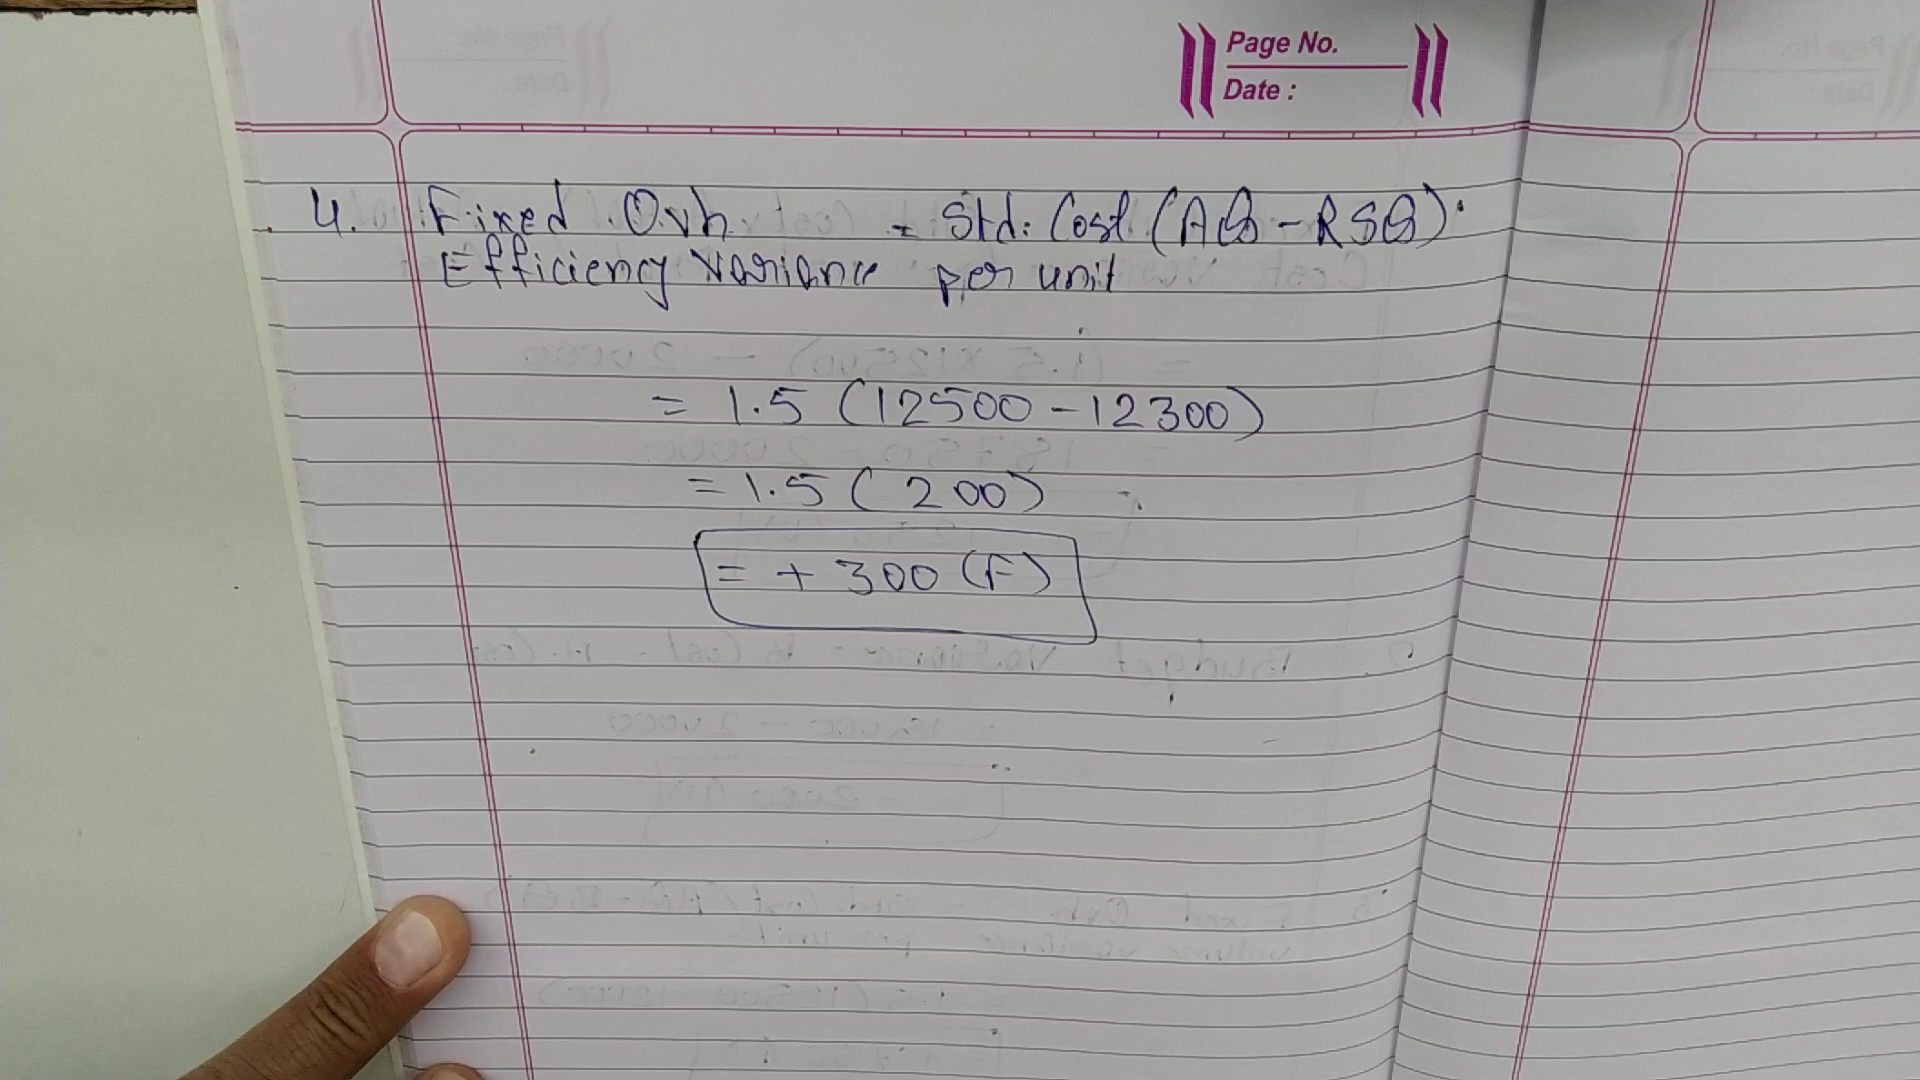 Page No.
Date :
4. Fixed Ovh. = Std. Cost (AQ - RSQ)
Efficiency Variance per unit
= 1.5 (12500 - 12300)
= 1.5 (200)
= + 300 (F)